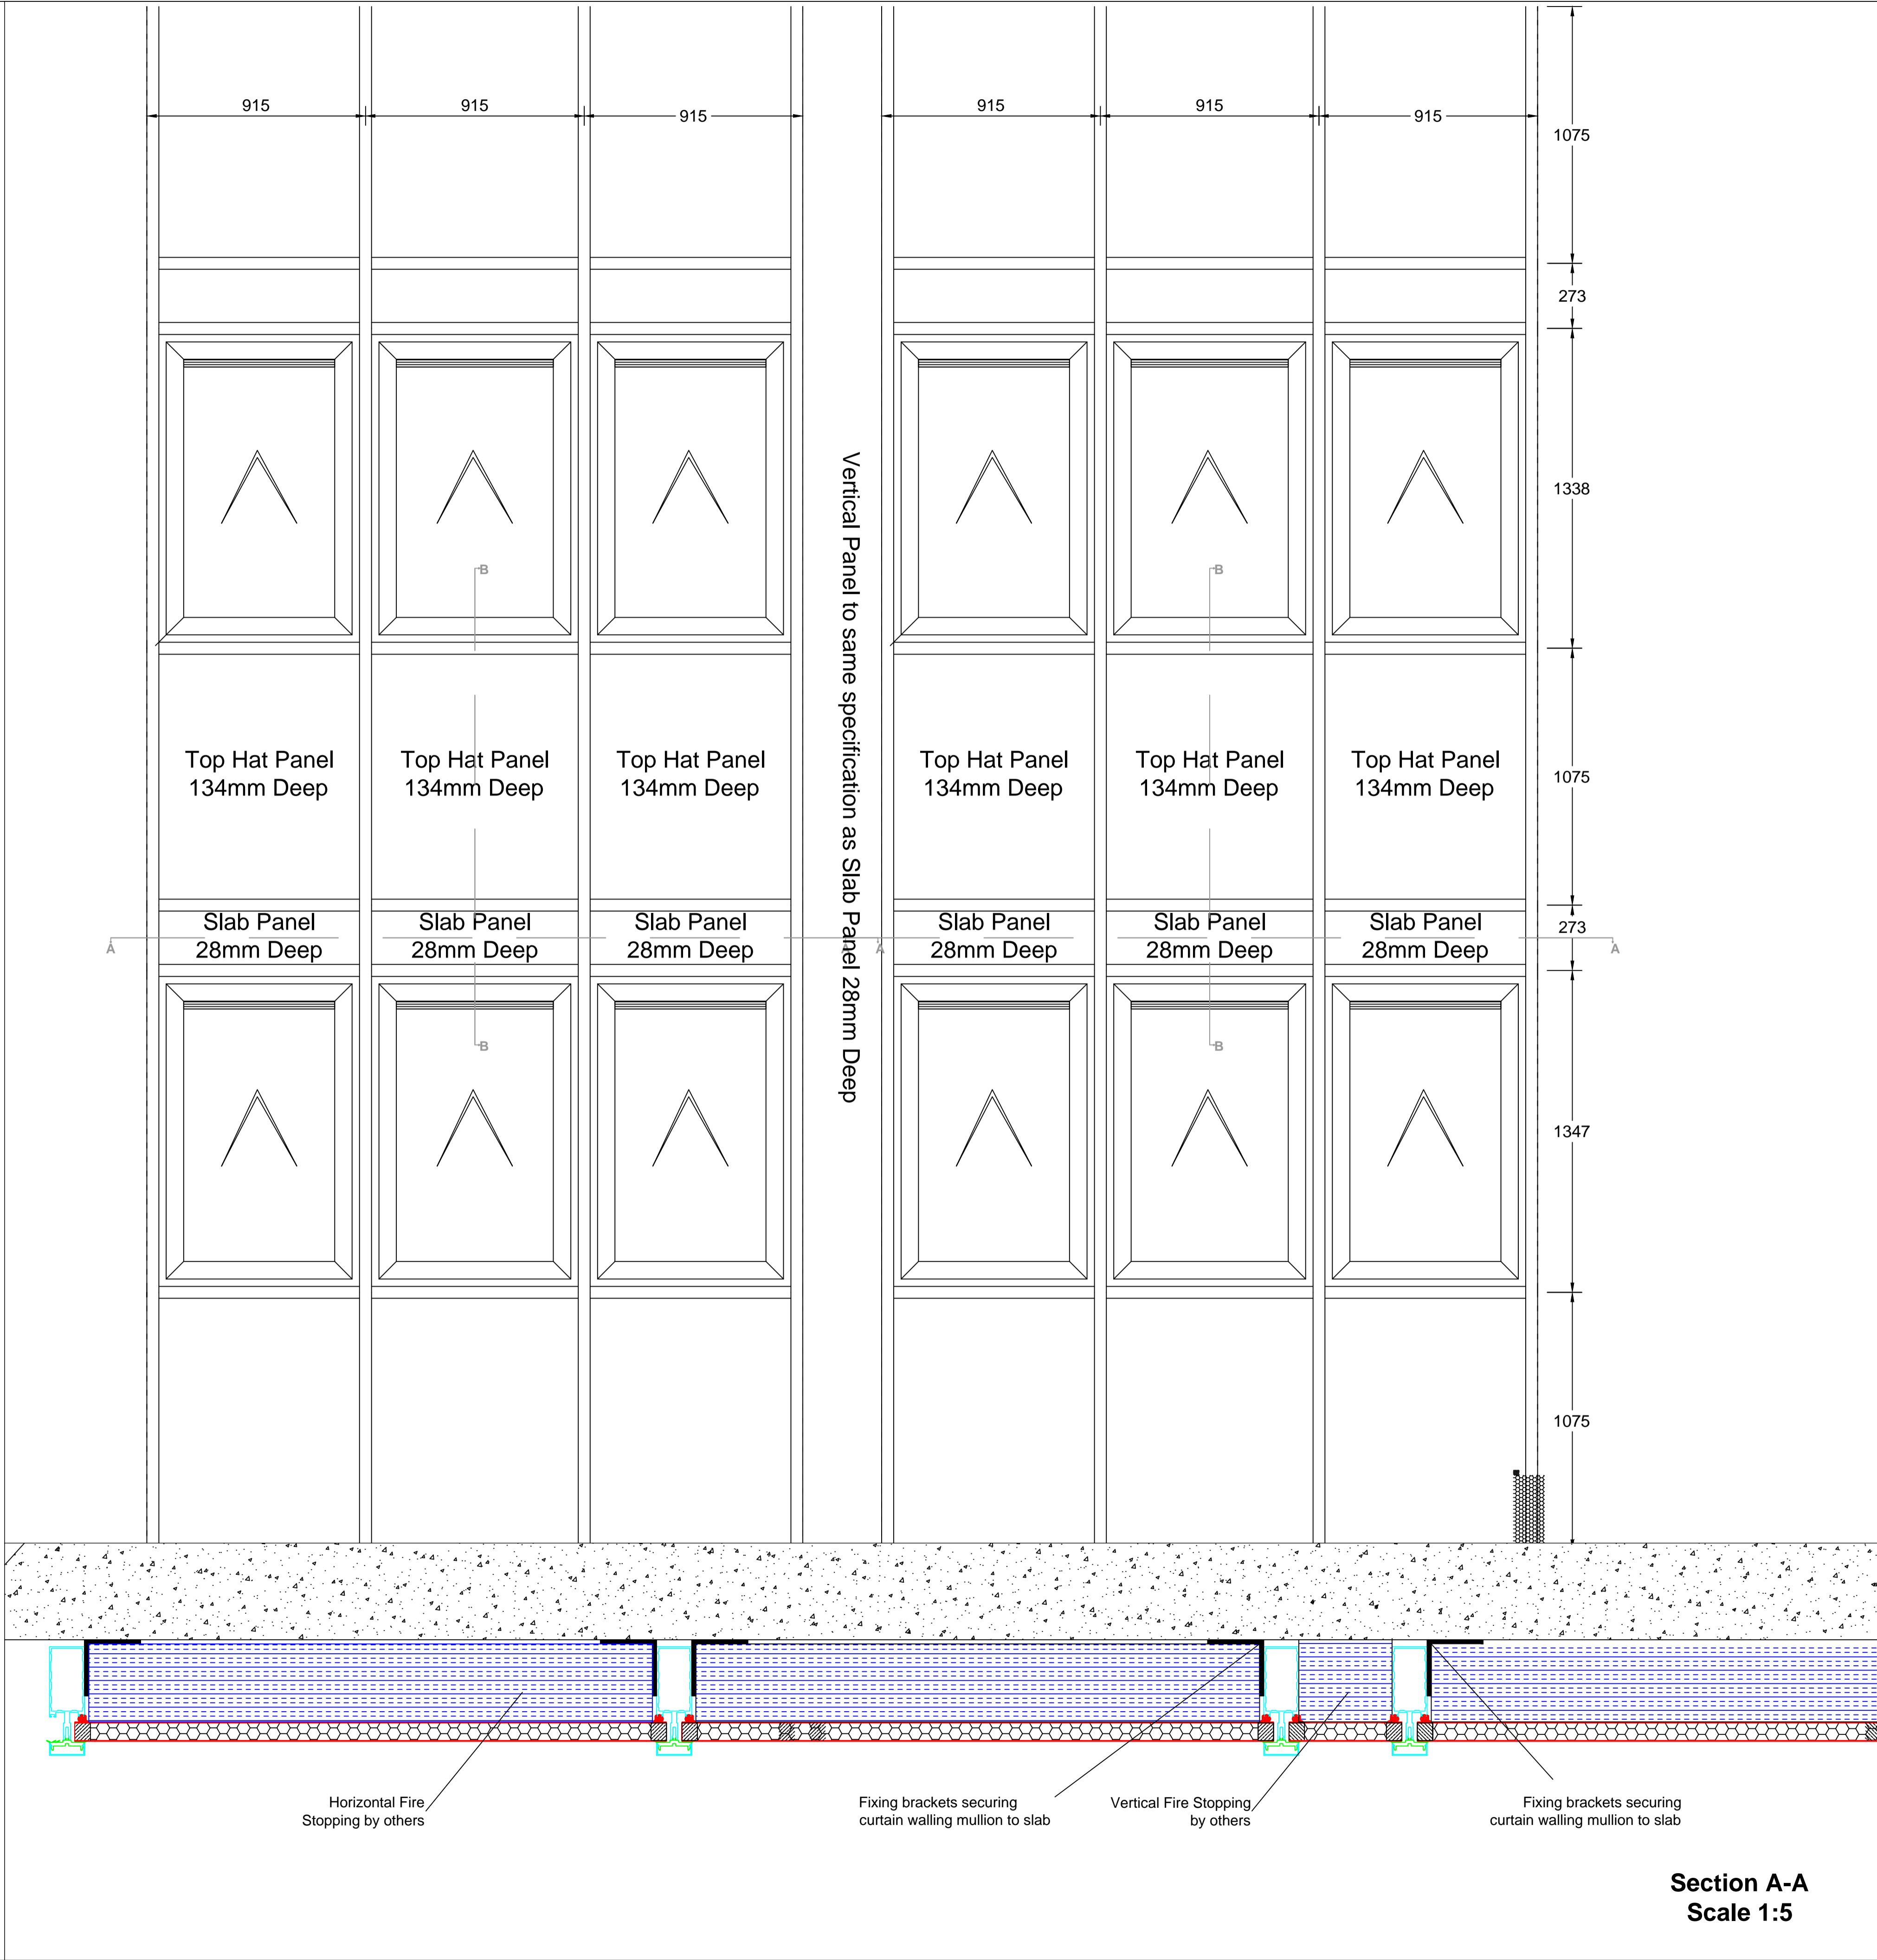 915 915 915 915 915 915
1075
273
1338
B B
Vertical Panel to same specification as Slab Panel 28mm Deep
Top Hat Panel Top Hat Panel Top Hat Panel Top Hat Panel Top Hat Panel Top Hat Panel
134mm Deep 134mm Deep 134mm Deep 134mm Deep 134mm Deep 134mm Deep
1075
Slab Panel Slab Panel Slab Panel Slab Panel Slab Panel Slab Panel
28mm Deep 28mm Deep 28mm Deep 28mm Deep 28mm Deep 28mm Deep
273
A A A A
B B
1347
1075
Horizontal Fire
Stopping by others
Fixing brackets securing
curtain walling mullion to slab
Vertical Fire Stopping
by others
Fixing brackets securing
curtain walling mullion to slab
Section A-A
Scale 1:5